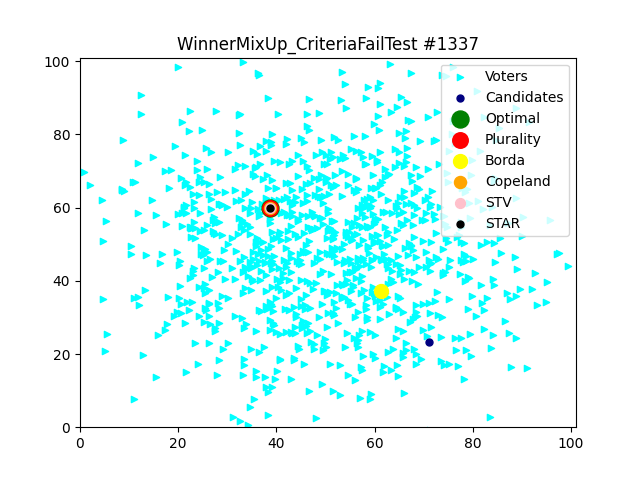 WinnerMixUp_CriteriaFailTest #1337
100
80
60
40
20
0
0
20
40
60
80
100
Voters
Candidates
Optimal
Plurality
Borda
Copeland
STV
STAR